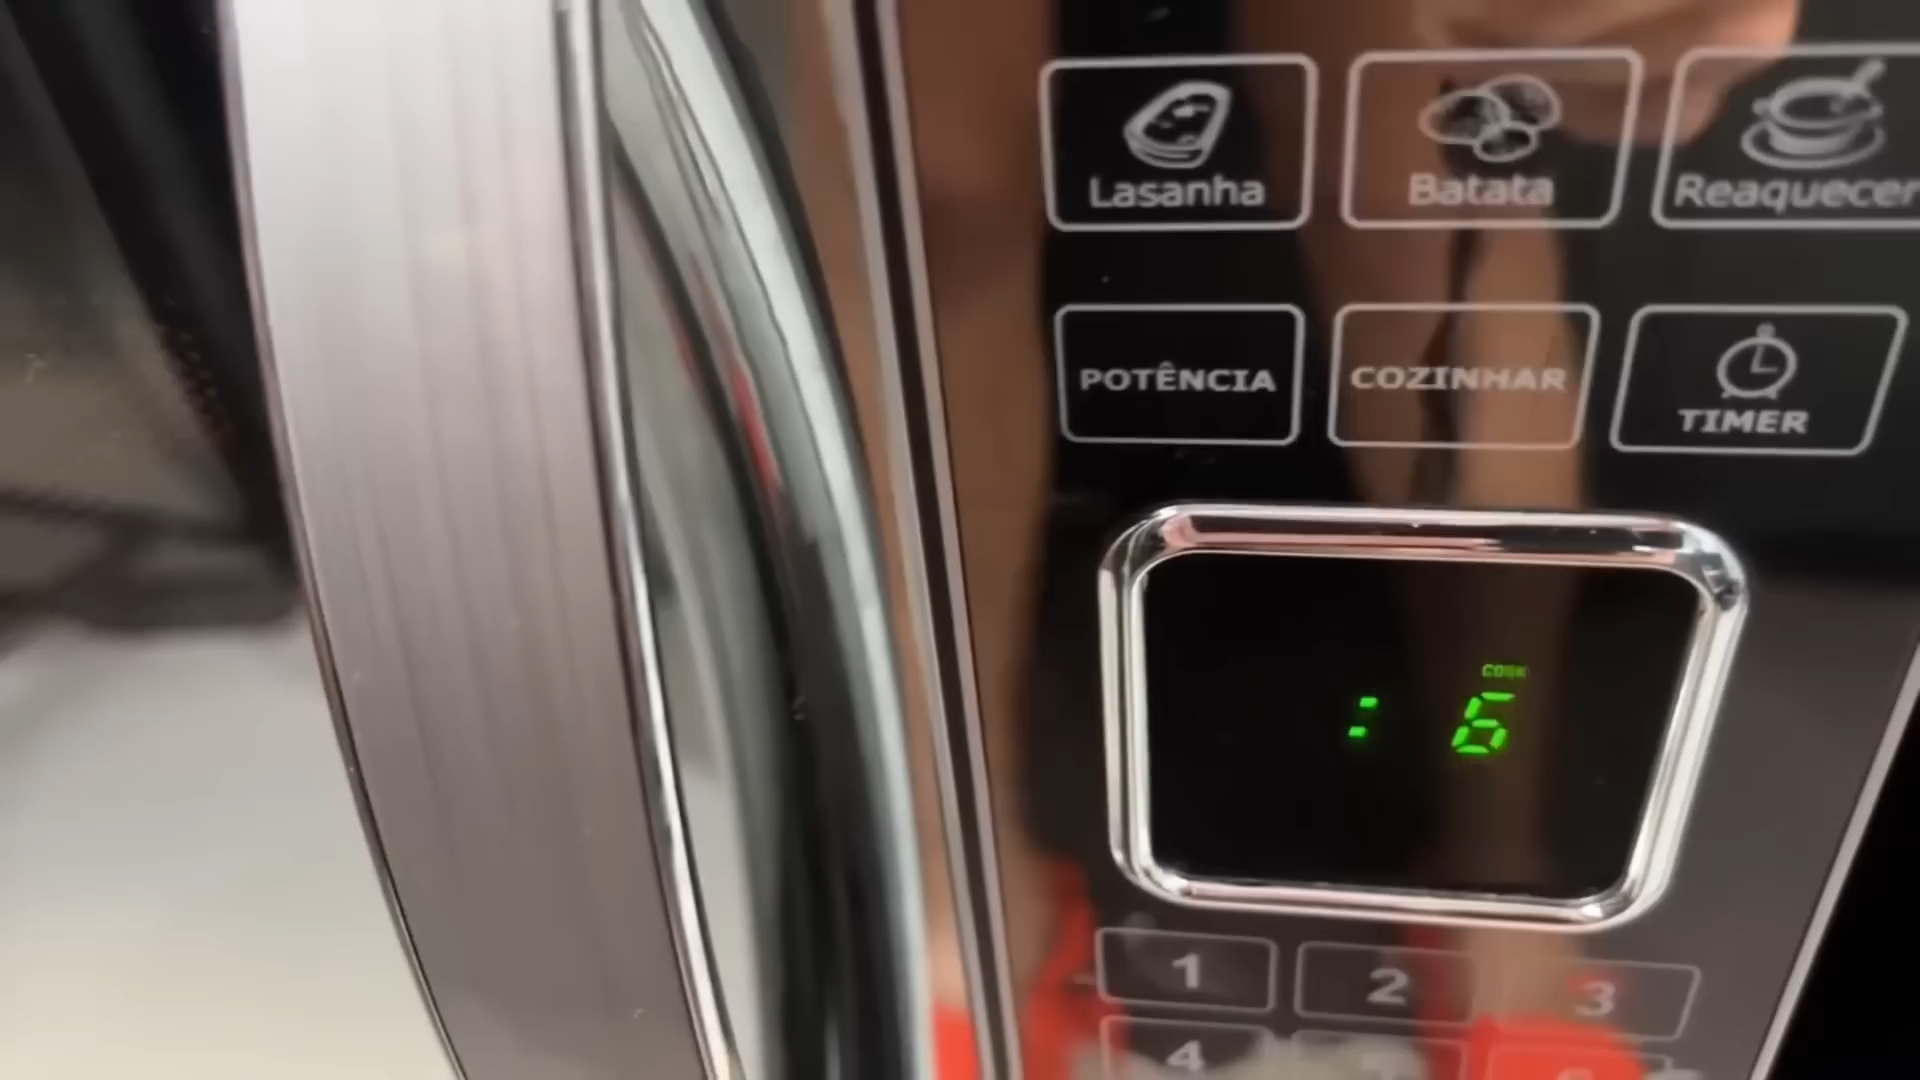 Lasanha
Batata
Reaquecer
POTÊNCIA
COZINHAR
TIMER
COOK
: 6
1
2
3
4